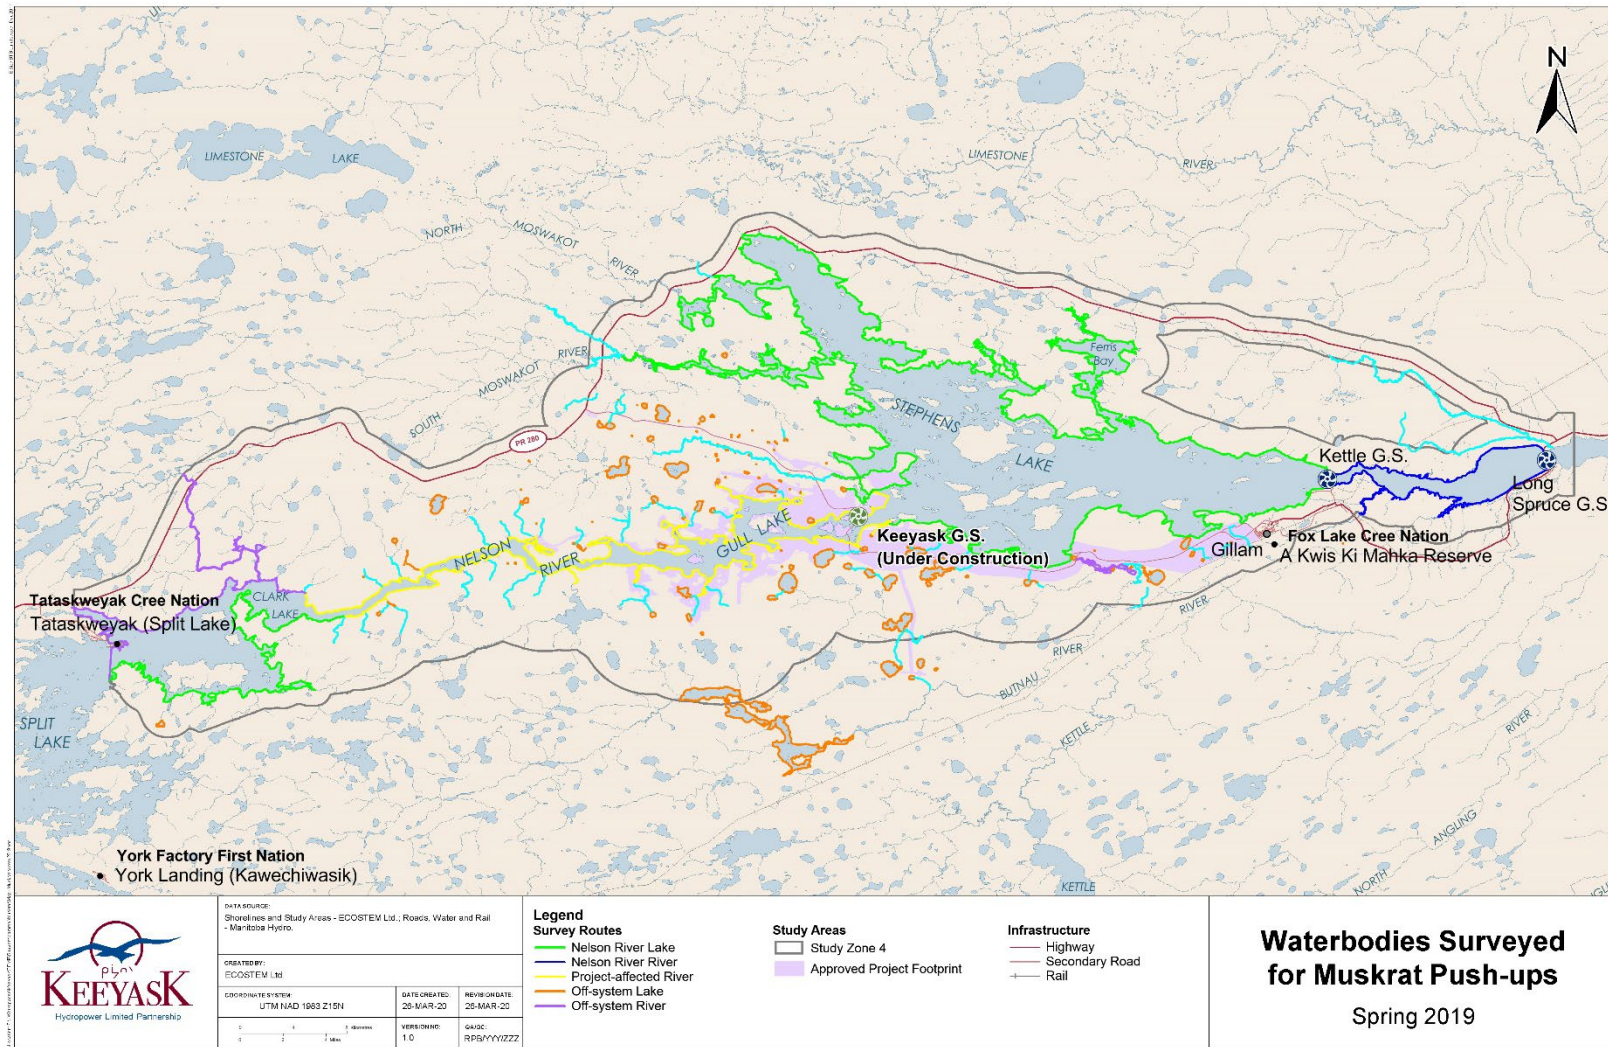 N
LIMESTONE LAKE
LIMESTONE
RIVER
NORTH
MOSWAKOT
RIVER
SOUTH
MOSWAKOT
RIVER
PR 280
Ferris
Bay
STEPHENS
LAKE
Kettle G.S.
Long
Spruce G.S
NELSON
RIVER
GULL LAKE
Keeyask G.S.
(Under Construction)
Gillam
Fox Lake Cree Nation
A Kwis Ki Mahka Reserve
CLARK
LAKE
Tataskweyak Cree Nation
Tataskweyak (Split Lake)
SPLIT
LAKE
RIVER
RIVER
BUTNAU
KETTLE
RIVER
ANGLING
NORTH
KETTLE
York Factory First Nation
York Landing (Kawechiwasik)
KEEYASK
Hydropower Limited Partnership
DATA SOURCE:
Shorelines and Study Areas - ECOSTEM Ltd.; Roads, Water and Rail
- Manitoba Hydro.
CREATED BY:
ECOSTEM Ltd.
COORDINATE SYSTEM:
UTM NAD 1983 Z15N
DATE CREATED:
26-MAR-20
REVISION DATE:
26-MAR-20
VERSION NO:
1.0
QA/QC:
RPB/YYY/ZZZ
Legend
Survey Routes
Nelson River Lake
Nelson River River
Project-affected River
Off-system Lake
Off-system River
Study Areas
Study Zone 4
Approved Project Footprint
Infrastructure
Highway
Secondary Road
Rail
Waterbodies Surveyed
for Muskrat Push-ups
Spring 2019